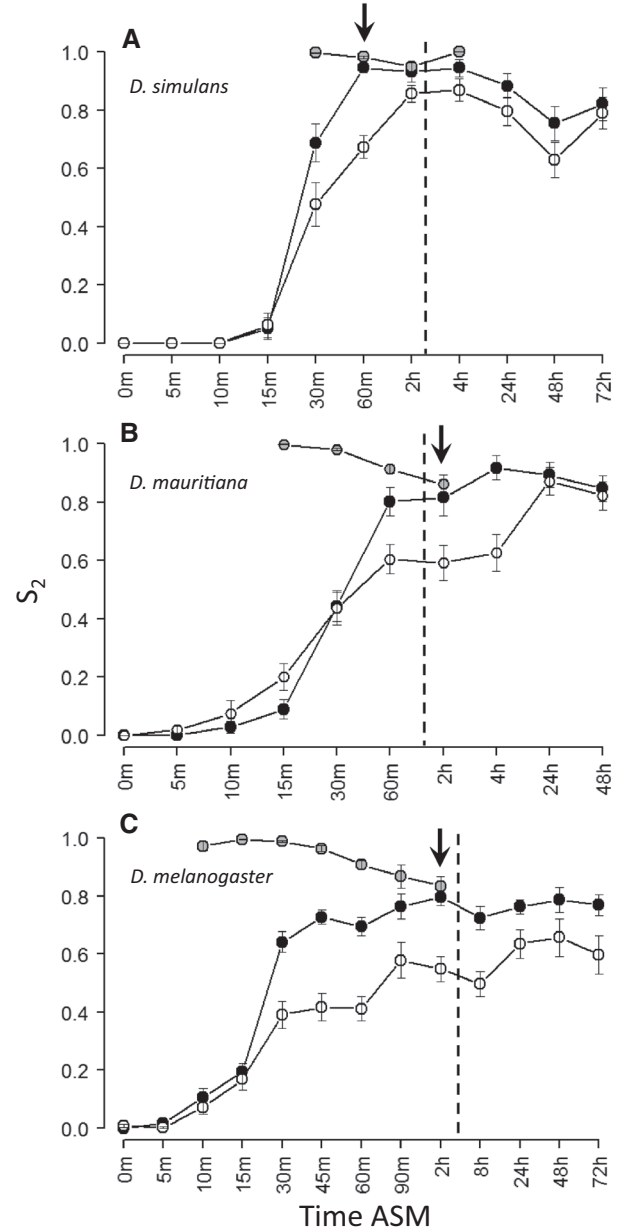 A
D. simulans
1.0
0.8
0.6
0.4
0.2
0.0
0m 5m 10m 15m 30m 60m 2h 4h 24h 48h 72h
B
D. mauritiana
1.0
0.8
0.6
0.4
0.2
0.0
0m 5m 10m 15m 30m 60m 2h 4h 24h 48h
S2
C
D. melanogaster
1.0
0.8
0.6
0.4
0.2
0.0
0m 5m 10m 15m 30m 45m 60m 90m 2h 8h 24h 48h 72h
Time ASM